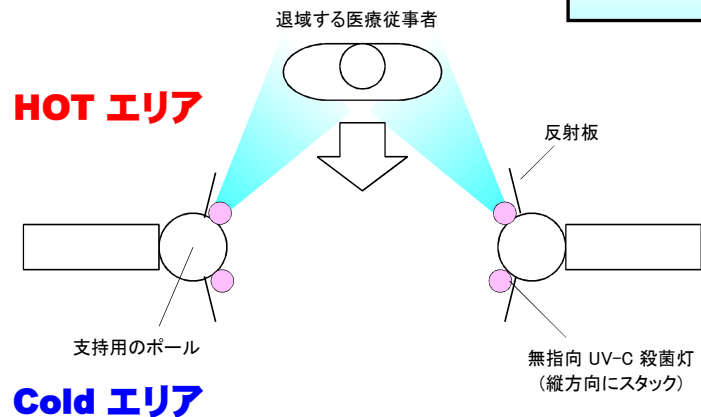 退域する医療従事者
HOT エリア
反射板
支持用のポール
無指向 UV-C 殺菌灯
(縦方向にスタック)
Cold エリア